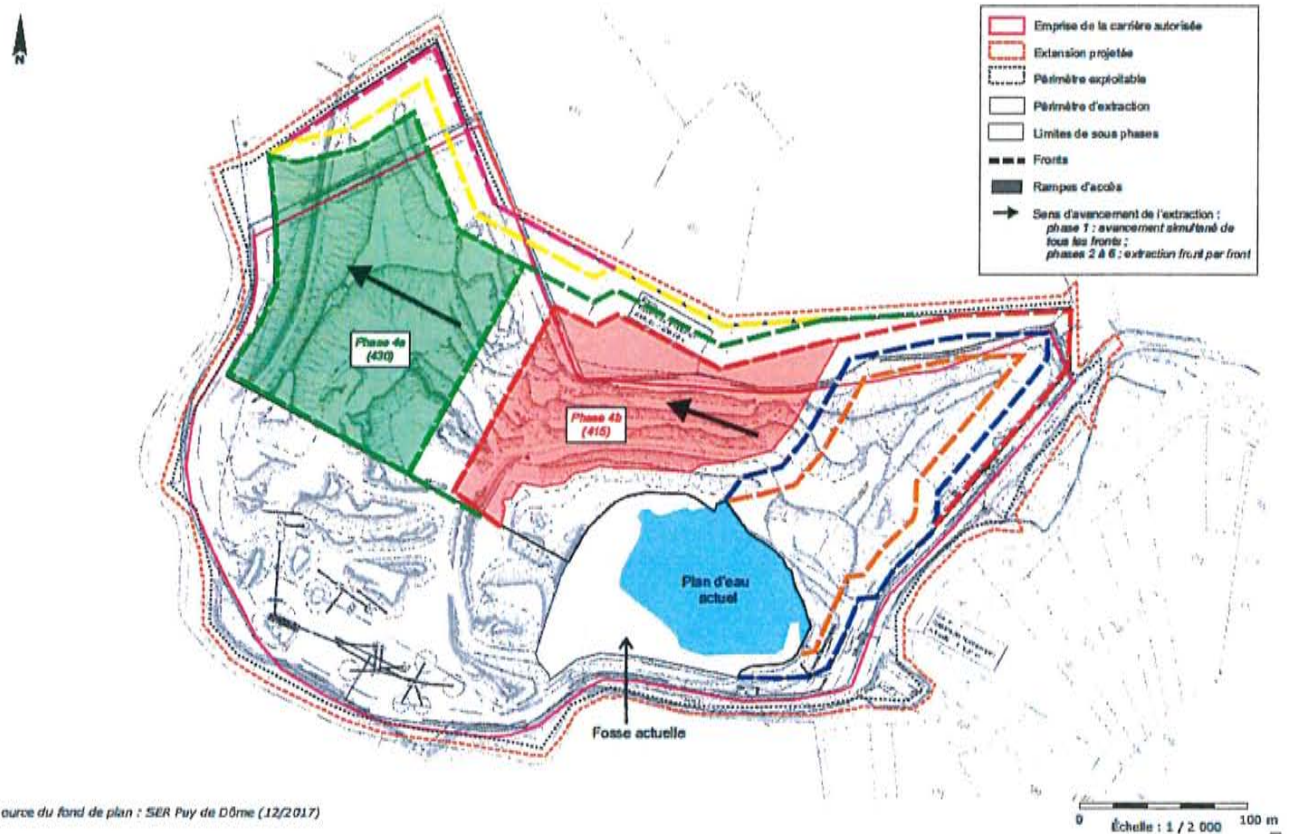 N
Emprise de la carrière autorisée
Extension projetée
Périmètre exploitable
Périmètre d'extraction
Limites de sous phases
Fronts
Rampes d'accès
Sens d'avancement de l'extraction :
phase 1 : avancement simultané de
tous les fronts ;
phases 2 à 6 : extraction front par front
Phase 4a
(430)
Phase 4b
(415)
Plan d'eau
actuel
Fosse actuelle
ource du fond de plan : SER Puy de Dôme (12/2017)
0
100 m
Échelle : 1 / 2 000